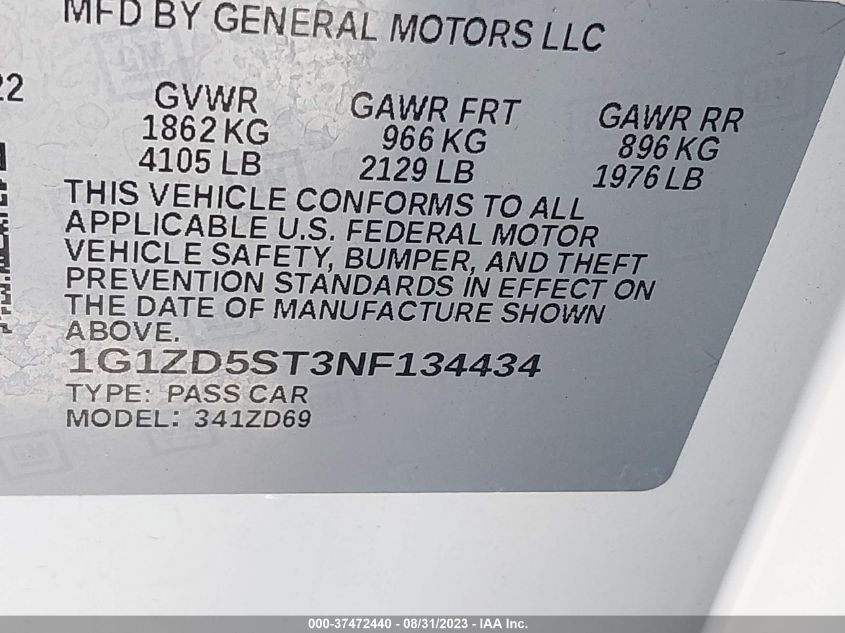 MFD BY GENERAL MOTORS LLC
22
GVWR GAWR FRT GAWR RR
1862 KG 966 KG 896 KG
4105 LB 2129 LB 1976 LB
THIS VEHICLE CONFORMS TO ALL
APPLICABLE U.S. FEDERAL MOTOR
VEHICLE SAFETY, BUMPER, AND THEFT
PREVENTION STANDARDS IN EFFECT ON
THE DATE OF MANUFACTURE SHOWN
ABOVE.
1G1ZD5ST3NF134434
TYPE: PASS CAR
MODEL: 341ZD69
000-37472440 - 08/31/2023 - IAA Inc.